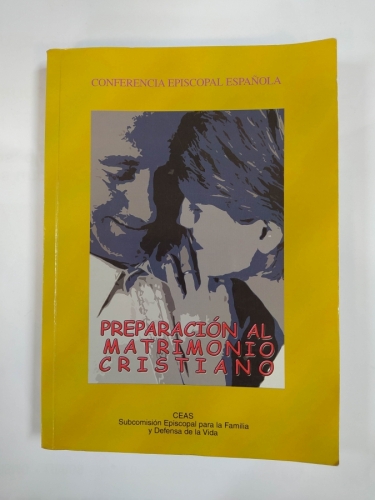 CONFERENCIA EPISCOPAL ESPAÑOLA
PREPARACIÓN AL
MATRIMONIO
CRISTIANO
CEAS
Subcomisión Episcopal para la Familia
y Defensa de la Vida